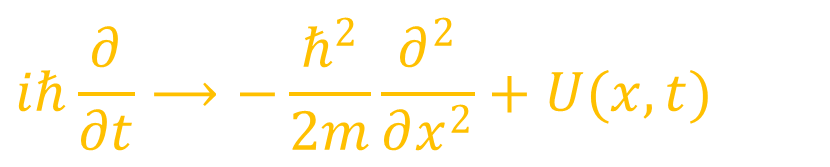 iħ ∂/∂t ⟶ − ħ²/2m ∂²/∂x² + U(x,t)